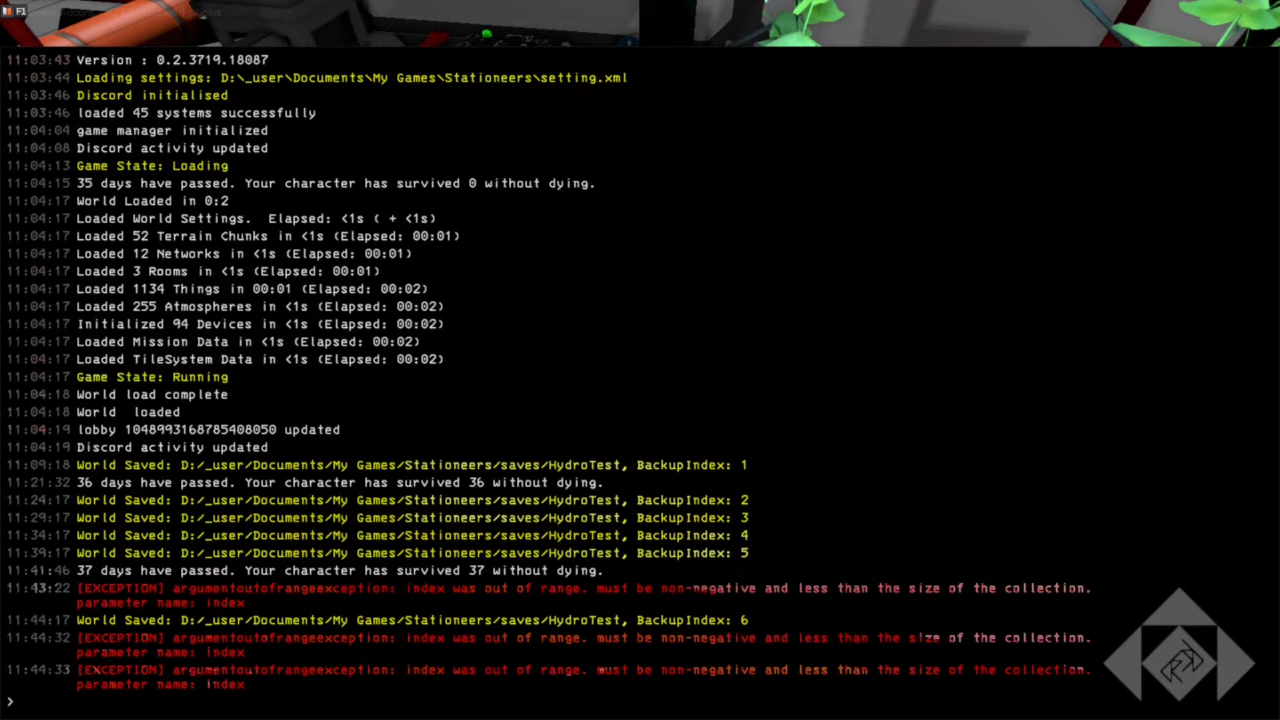 F1
11:03:43 Version : 0.2.3719.18087
11:03:44 Loading settings: D:\_user\Documents\My Games\Stationeers\setting.xml
11:03:46 Discord initialised
11:03:46 loaded 45 systems successfully
11:04:04 game manager initialized
11:04:08 Discord activity updated
11:04:13 Game State: Loading
11:04:15 35 days have passed. Your character has survived 0 without dying.
11:04:17 World Loaded in 0:2
11:04:17 Loaded World Settings.  Elapsed: <1s ( + <1s)
11:04:17 Loaded 52 Terrain Chunks in <1s (Elapsed: 00:01)
11:04:17 Loaded 12 Networks in <1s (Elapsed: 00:01)
11:04:17 Loaded 3 Rooms in <1s (Elapsed: 00:01)
11:04:17 Loaded 1134 Things in 00:01 (Elapsed: 00:02)
11:04:17 Loaded 255 Atmospheres in <1s (Elapsed: 00:02)
11:04:17 Initialized 94 Devices in <1s (Elapsed: 00:02)
11:04:17 Loaded Mission Data in <1s (Elapsed: 00:02)
11:04:17 Loaded TileSystem Data in <1s (Elapsed: 00:02)
11:04:17 Game State: Running
11:04:18 World load complete
11:04:18 World  loaded
11:04:19 lobby 1048993168785408050 updated
11:04:19 Discord activity updated
11:09:18 World Saved: D:/_user/Documents/My Games/Stationeers/saves/HydroTest, BackupIndex: 1
11:21:32 36 days have passed. Your character has survived 36 without dying.
11:24:17 World Saved: D:/_user/Documents/My Games/Stationeers/saves/HydroTest, BackupIndex: 2
11:29:17 World Saved: D:/_user/Documents/My Games/Stationeers/saves/HydroTest, BackupIndex: 3
11:34:17 World Saved: D:/_user/Documents/My Games/Stationeers/saves/HydroTest, BackupIndex: 4
11:39:17 World Saved: D:/_user/Documents/My Games/Stationeers/saves/HydroTest, BackupIndex: 5
11:41:46 37 days have passed. Your character has survived 37 without dying.
11:43:22 [EXCEPTION] argumentoutofrangeexception: index was out of range. must be non-negative and less than the size of the collection.
parameter name: index
11:44:17 World Saved: D:/_user/Documents/My Games/Stationeers/saves/HydroTest, BackupIndex: 6
11:44:32 [EXCEPTION] argumentoutofrangeexception: index was out of range. must be non-negative and less than the size of the collection.
parameter name: index
11:44:33 [EXCEPTION] argumentoutofrangeexception: index was out of range. must be non-negative and less than the size of the collection.
parameter name: index
>